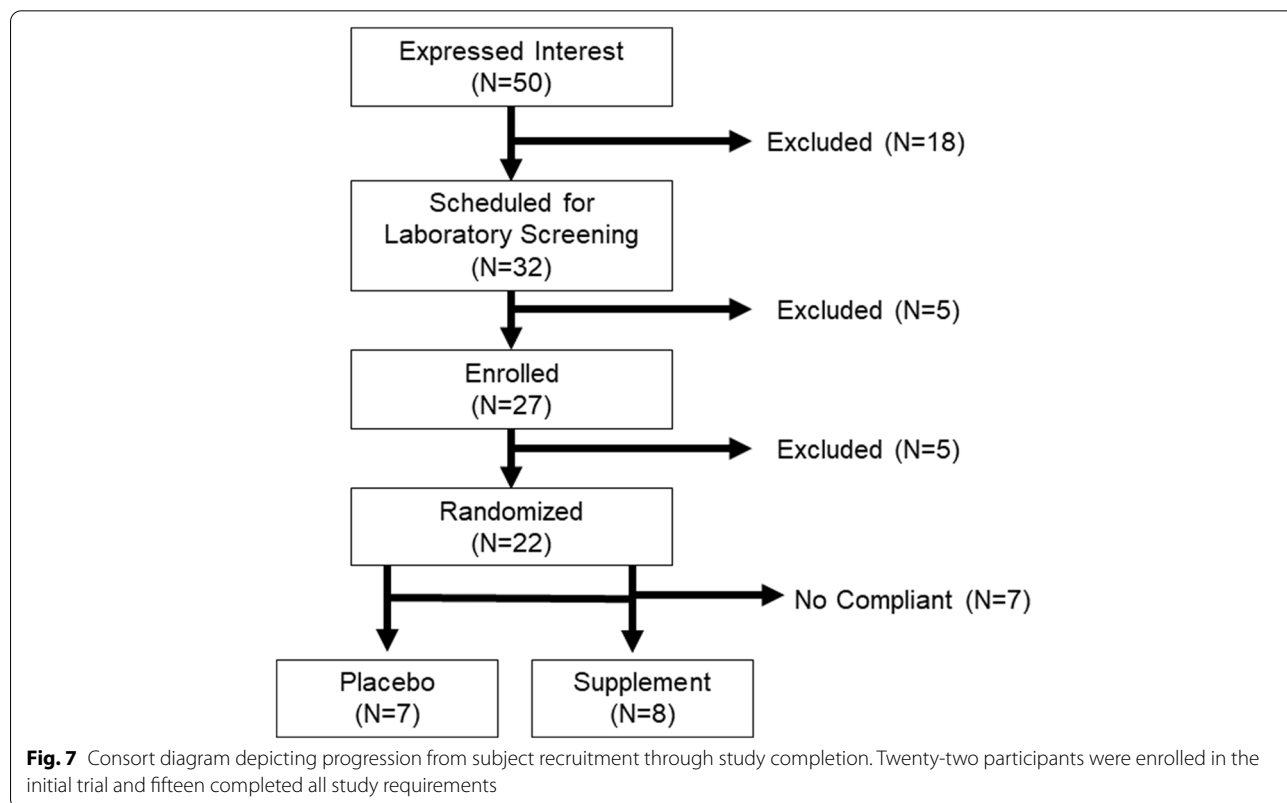 Expressed Interest
(N=50)
Excluded (N=18)
Scheduled for
Laboratory Screening
(N=32)
Excluded (N=5)
Enrolled
(N=27)
Excluded (N=5)
Randomized
(N=22)
No Compliant (N=7)
Placebo
(N=7)
Supplement
(N=8)
Fig. 7 Consort diagram depicting progression from subject recruitment through study completion. Twenty-two participants were enrolled in the
initial trial and fifteen completed all study requirements